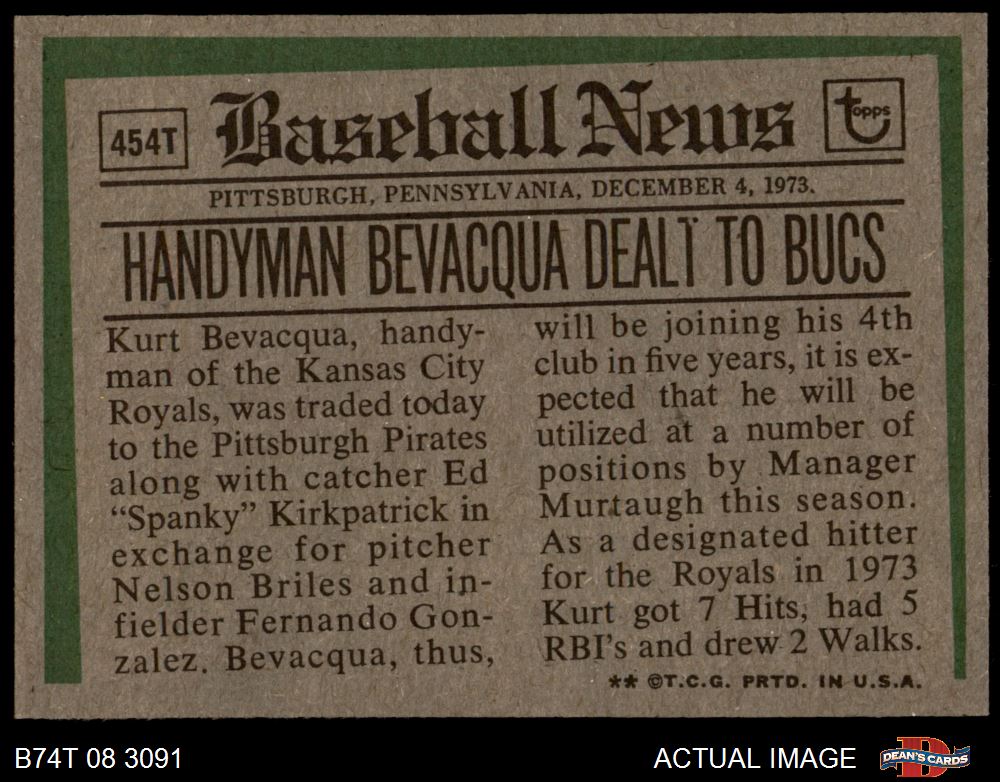 454T
Baseball News
topps
PITTSBURGH, PENNSYLVANIA, DECEMBER 4, 1973.
HANDYMAN BEVACQUA DEALT TO BUCS
Kurt Bevacqua, handy-
man of the Kansas City
Royals, was traded today
to the Pittsburgh Pirates
along with catcher Ed
“Spanky” Kirkpatrick in
exchange for pitcher
Nelson Briles and in-
fielder Fernando Gon-
zalez. Bevacqua, thus,
will be joining his 4th
club in five years, it is ex-
pected that he will be
utilized at a number of
positions by Manager
Murtaugh this season.
As a designated hitter
for the Royals in 1973
Kurt got 7 Hits, had 5
RBI's and drew 2 Walks.
** ©T.C.G. PRTD. IN U.S.A.
B74T 08 3091
ACTUAL IMAGE
DEAN'S CARDS